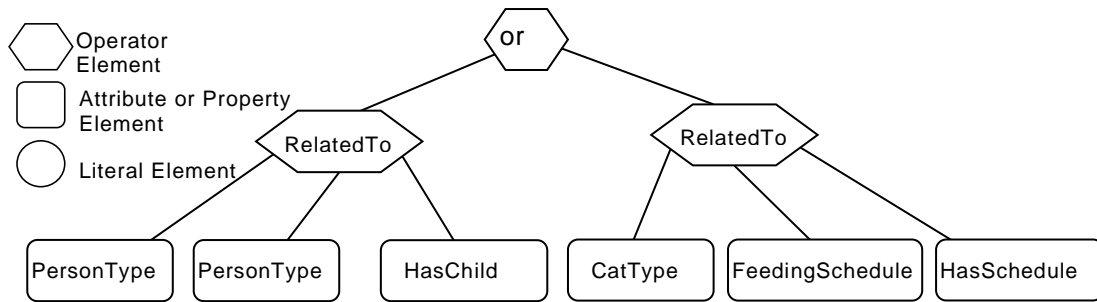 or
Operator
Element
Attribute or Property
Element
Literal Element
RelatedTo
RelatedTo
PersonType
PersonType
HasChild
CatType
FeedingSchedule
HasSchedule